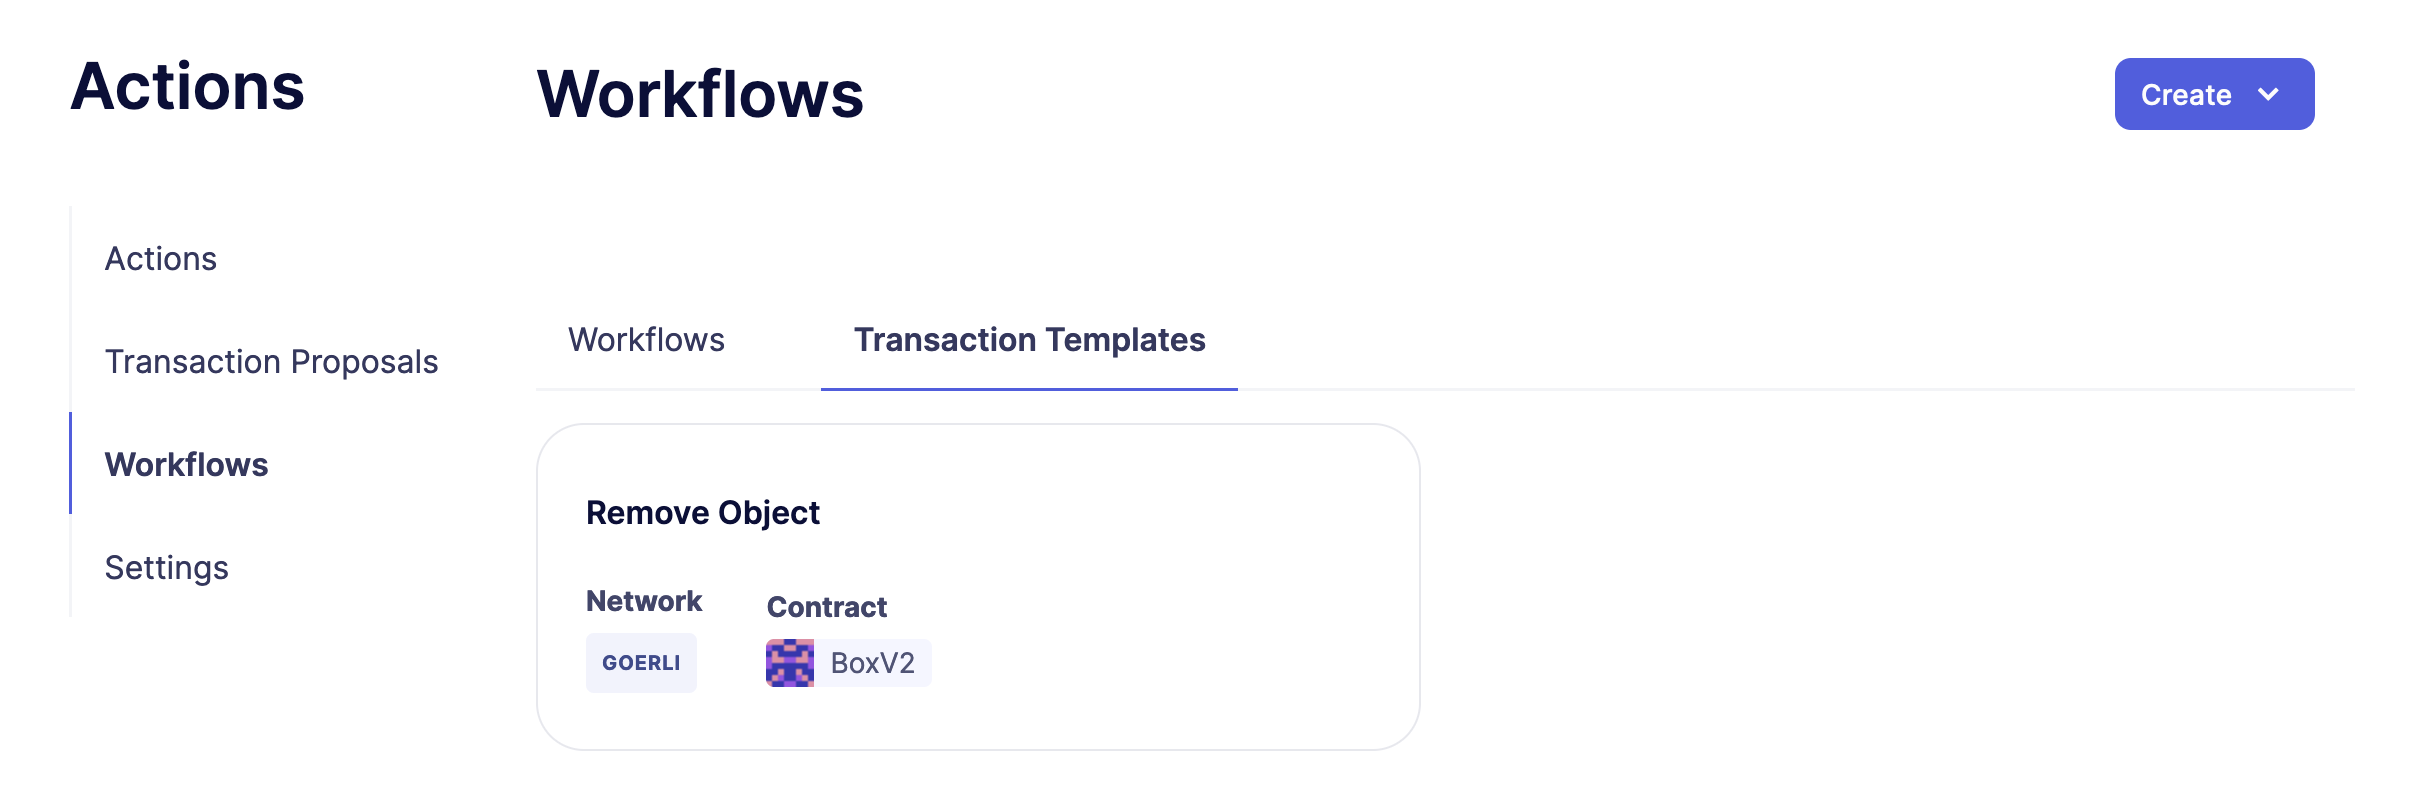 Actions
Actions
Transaction Proposals
Workflows
Settings
Workflows
Create
Workflows
Transaction Templates
Remove Object
Network
GOERLI
Contract
BoxV2